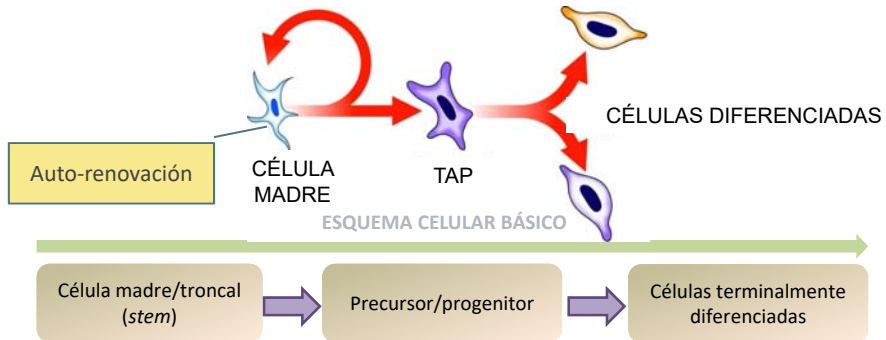 CÉLULAS DIFERENCIADAS
Auto-renovación
CÉLULA
MADRE
TAP
ESQUEMA CELULAR BÁSICO
Célula madre/troncal
(stem)
Precursor/progenitor
Células terminalmente
diferenciadas